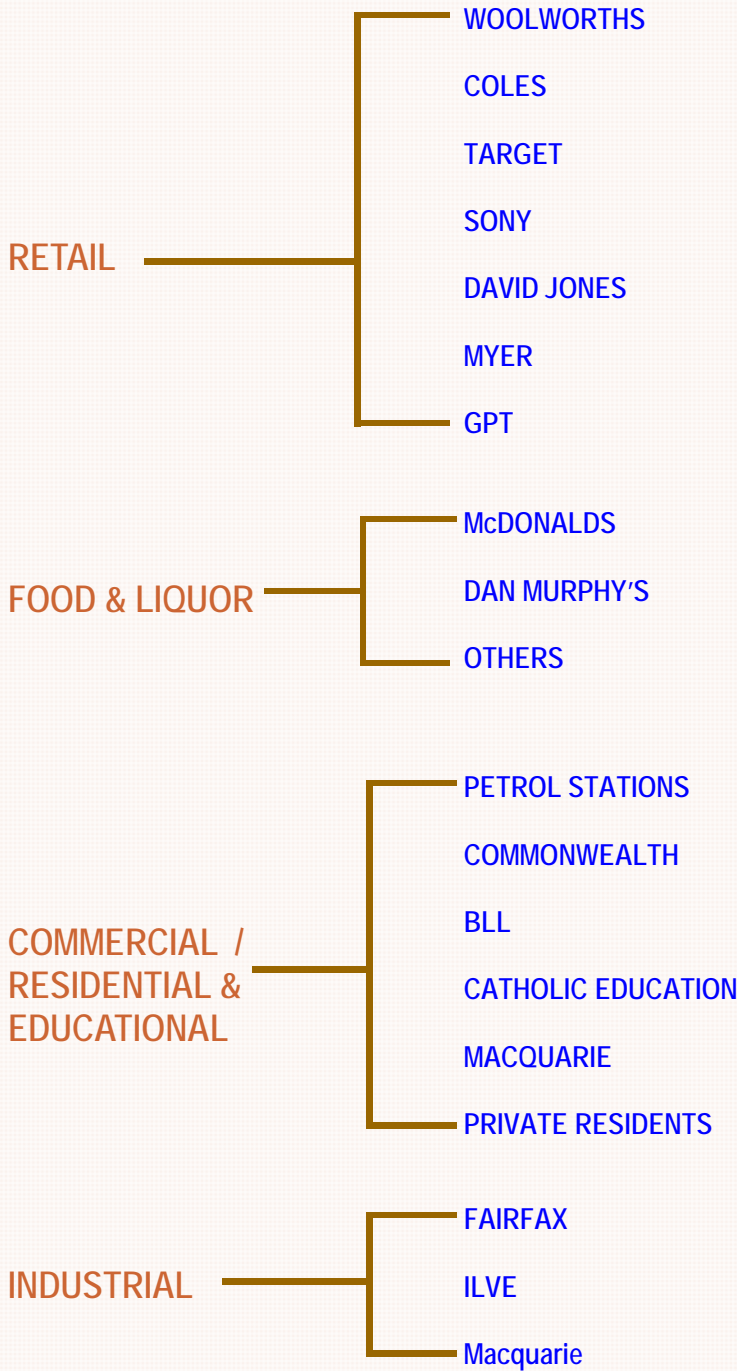 RETAIL
WOOLWORTHS
COLES
TARGET
SONY
DAVID JONES
MYER
GPT
FOOD & LIQUOR
McDONALDS
DAN MURPHY'S
OTHERS
COMMERCIAL /
RESIDENTIAL &
EDUCATIONAL
PETROL STATIONS
COMMONWEALTH
BLL
CATHOLIC EDUCATION
MACQUARIE
PRIVATE RESIDENTS
INDUSTRIAL
FAIRFAX
ILVE
Macquarie